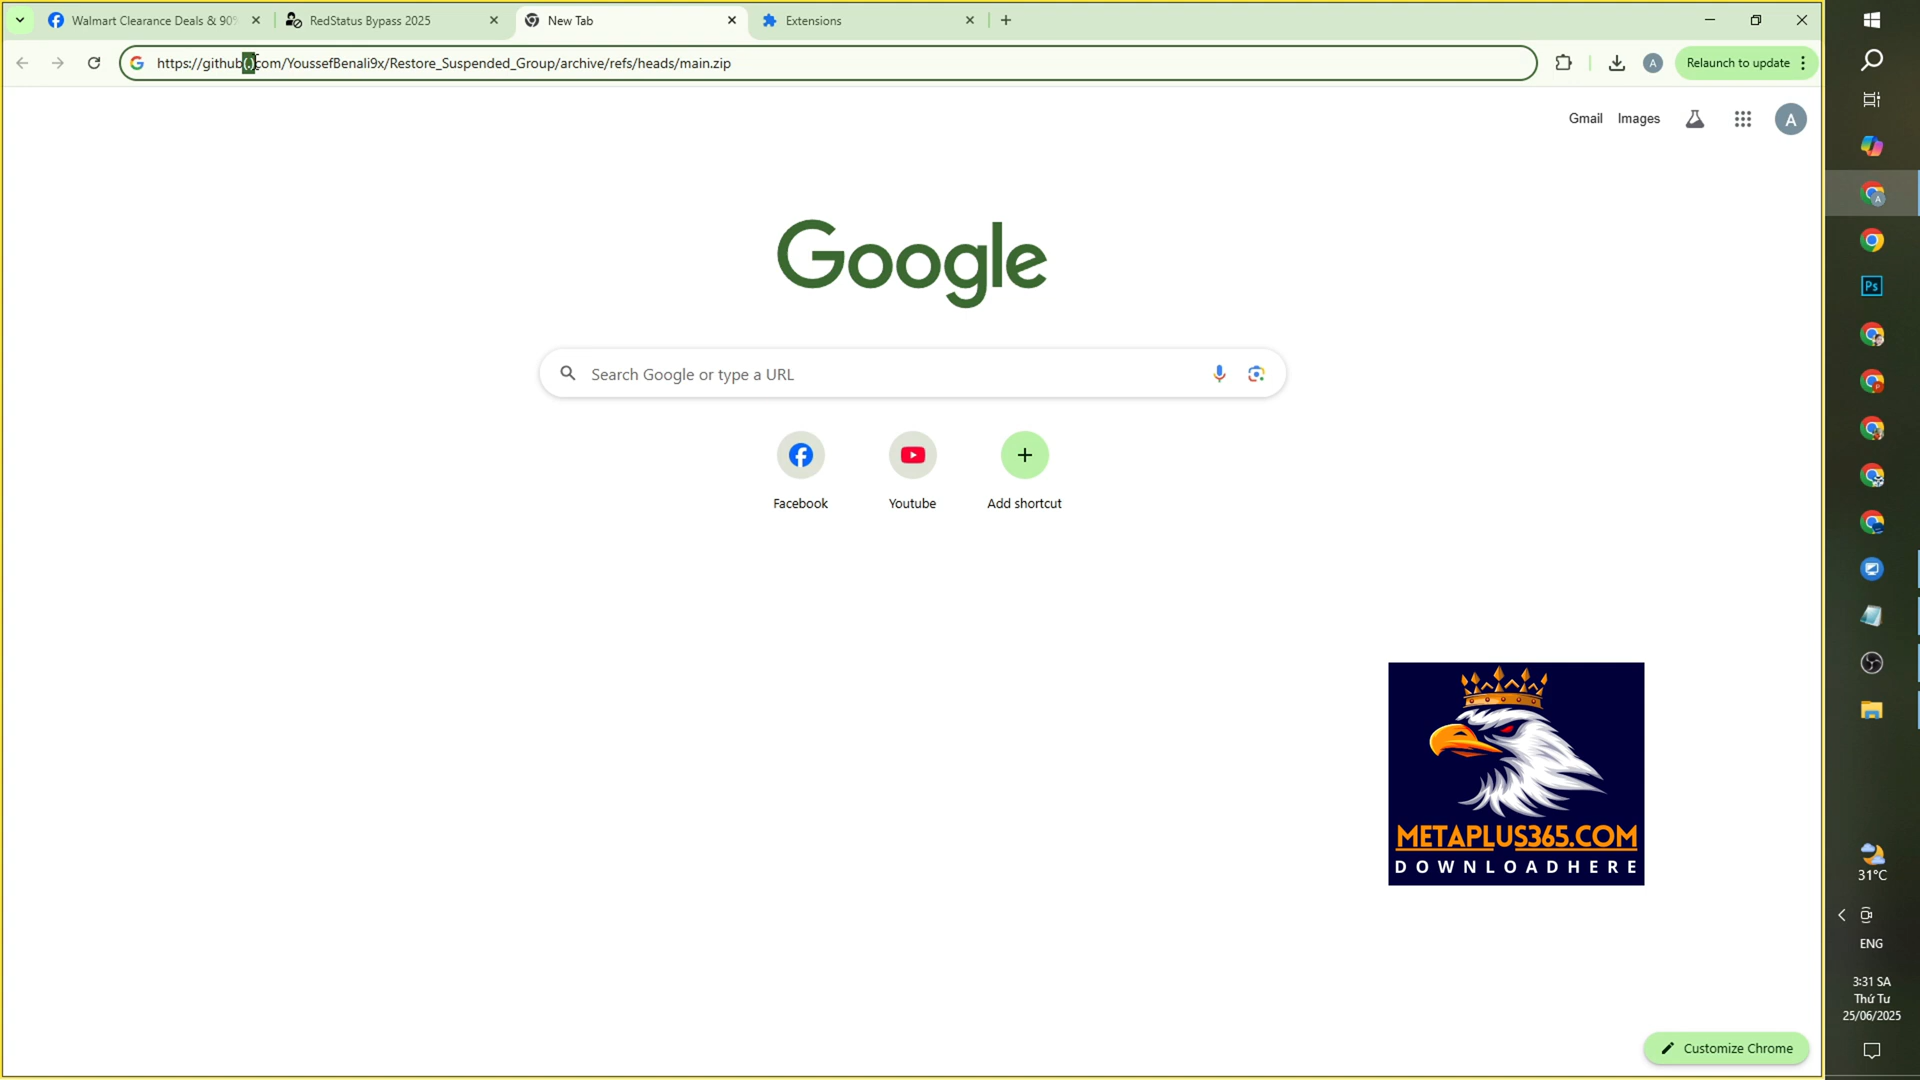 Walmart Clearance Deals & 90%
RedStatus Bypass 2025
New Tab
Extensions
https://github(.)com/YoussefBenali9x/Restore_Suspended_Group/archive/refs/heads/main.zip
A
Relaunch to update
Gmail
Images
A
Google
Search Google or type a URL
Facebook
Youtube
Add shortcut
METAPLUS365.COM
DOWNLOADHERE
Customize Chrome
Ps
31°C
ENG
3:31 SA
Thứ Tư
25/06/2025